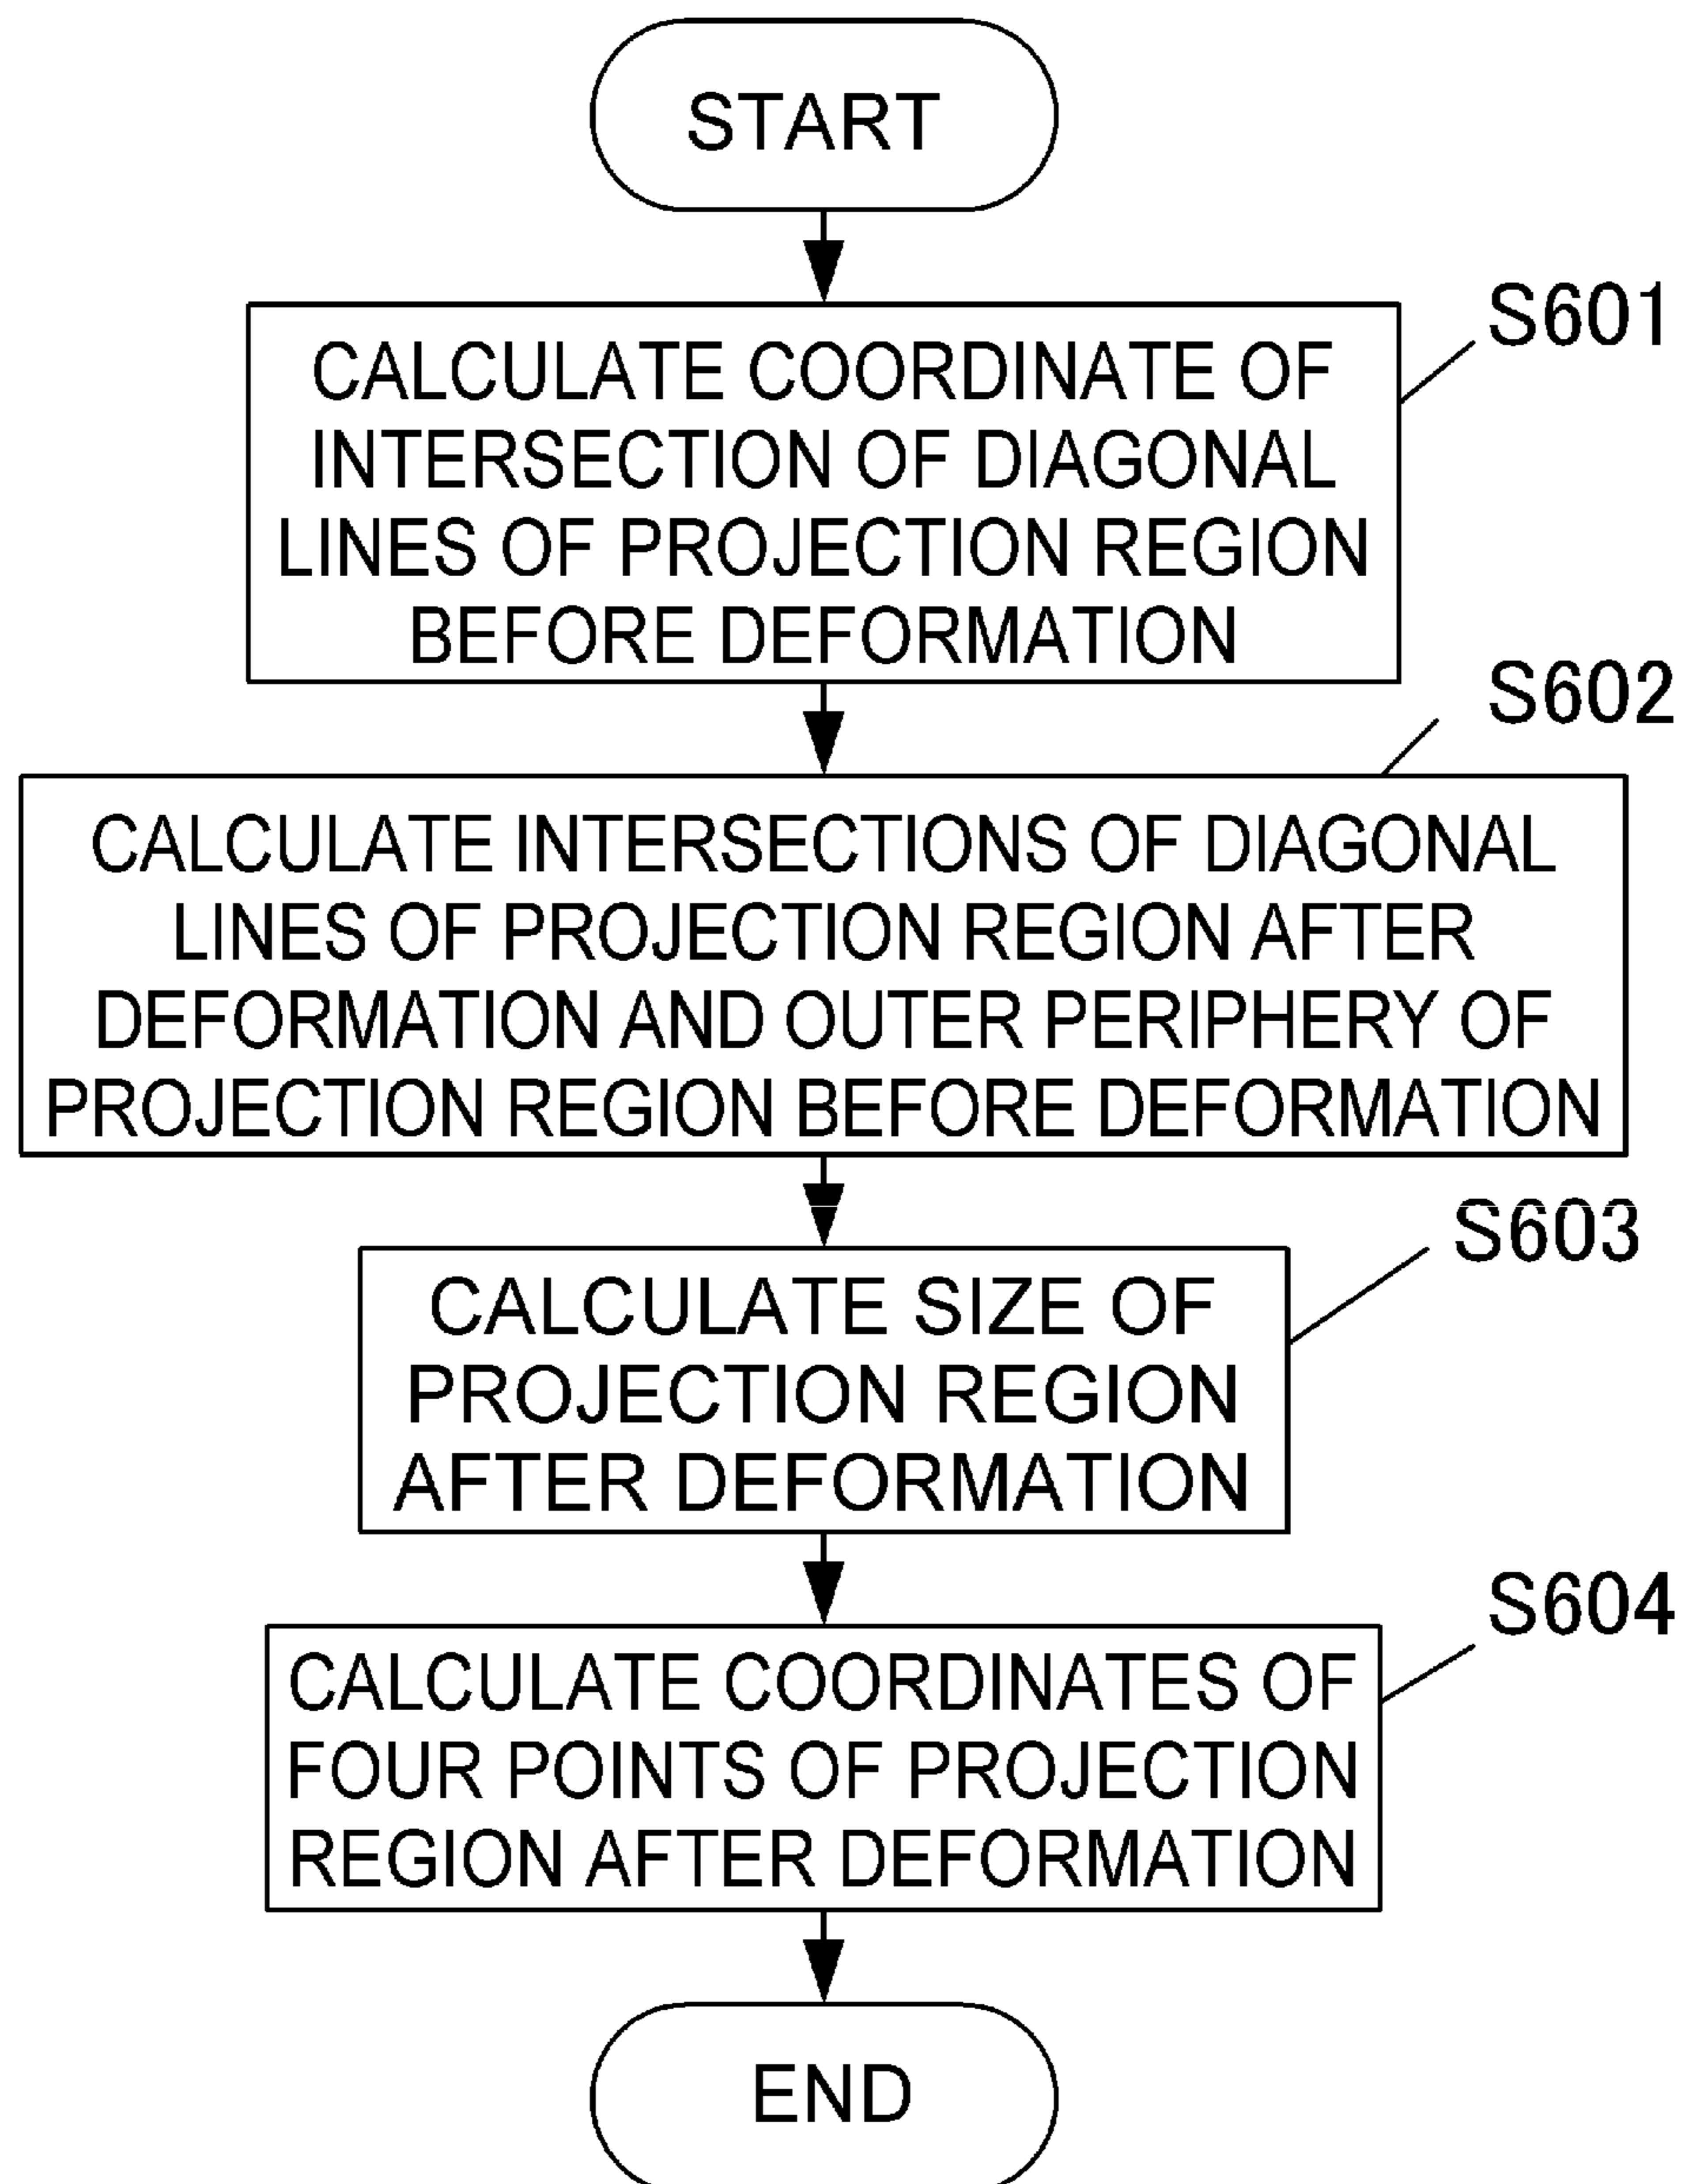 START
S601
CALCULATE COORDINATE OF
INTERSECTION OF DIAGONAL
LINES OF PROJECTION REGION
BEFORE DEFORMATION
S602
CALCULATE INTERSECTIONS OF DIAGONAL
LINES OF PROJECTION REGION AFTER
DEFORMATION AND OUTER PERIPHERY OF
PROJECTION REGION BEFORE DEFORMATION
S603
CALCULATE SIZE OF
PROJECTION REGION
AFTER DEFORMATION
S604
CALCULATE COORDINATES OF
FOUR POINTS OF PROJECTION
REGION AFTER DEFORMATION
END